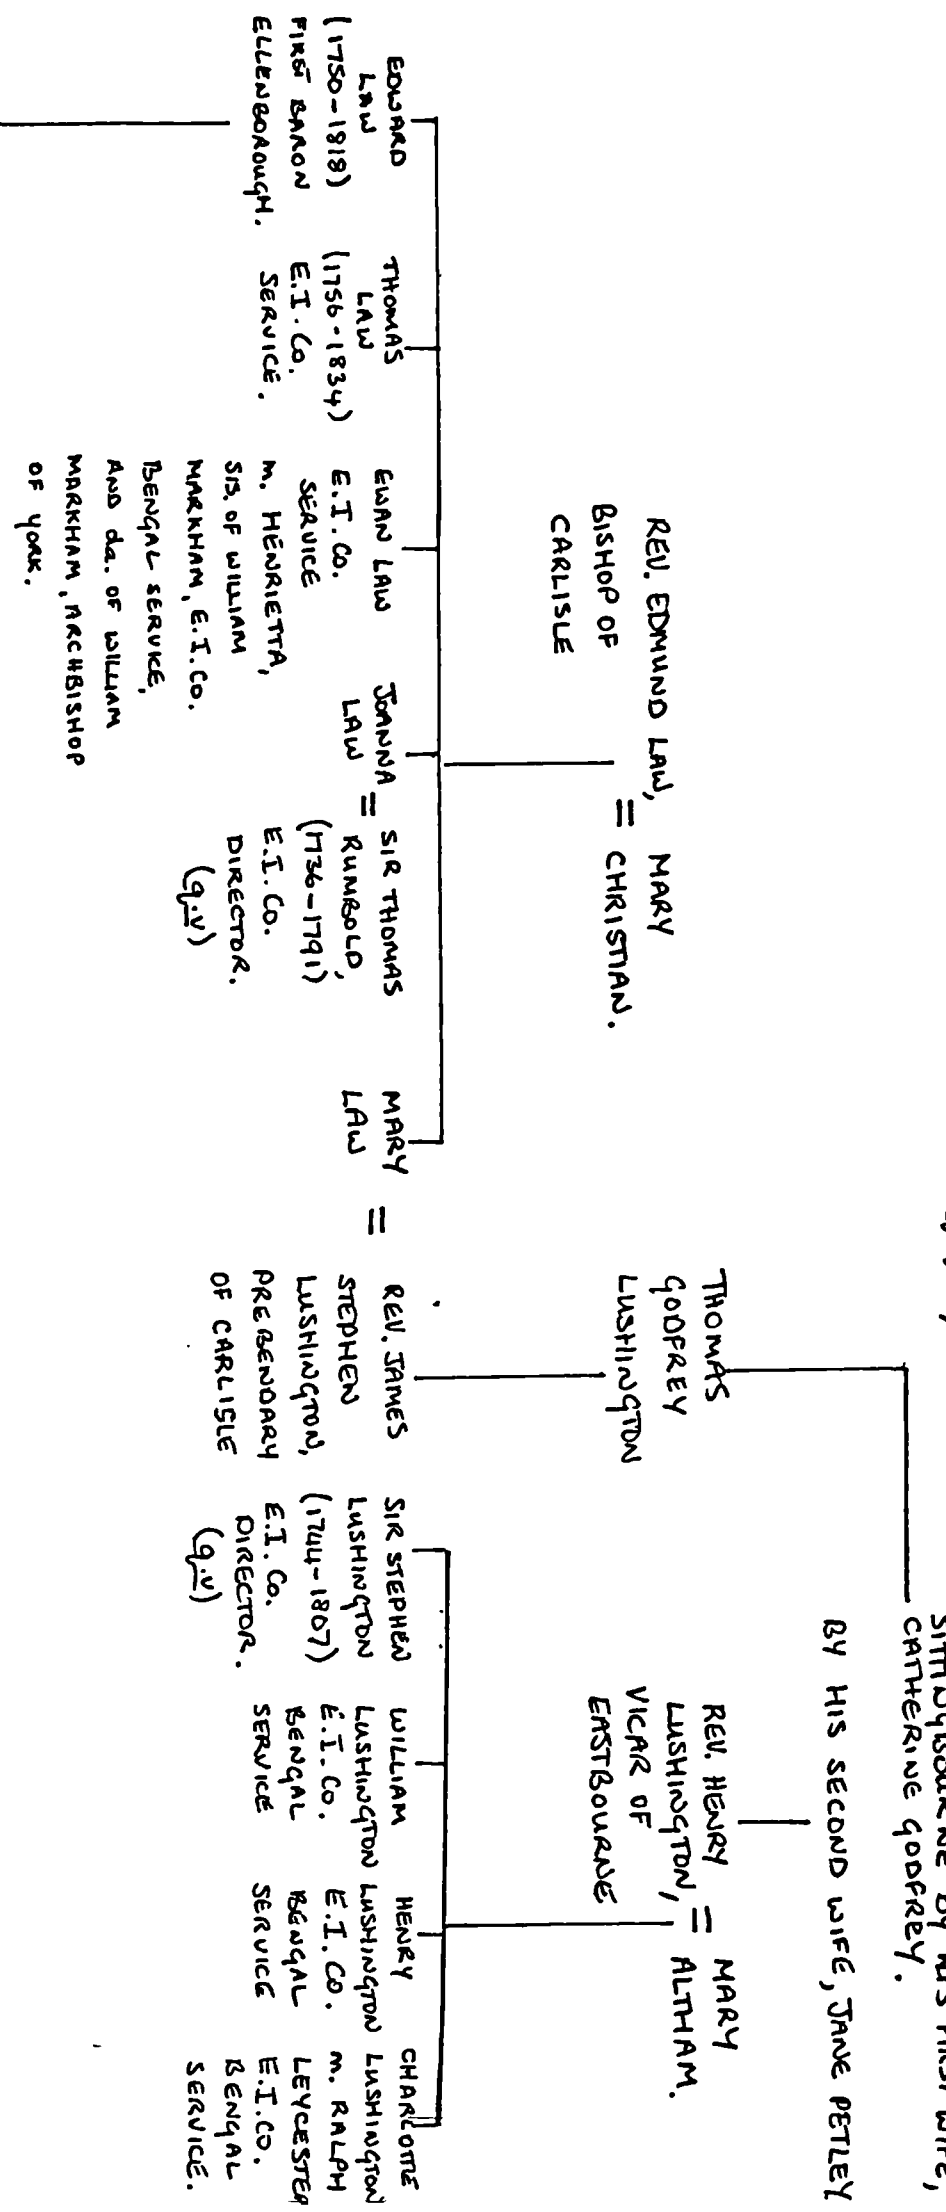 SITTINGBOURNE BY HIS FIRST WIFE,
CATHERINE GODFREY.
BY HIS SECOND WIFE, JANE PETLEY
REV. EDMUND LAW,
BISHOP OF
CARLISLE
=
MARY
CHRISTIAN.
THOMAS
GODFREY
LUSHINGTON
REV. HENRY
LUSHINGTON,
VICAR OF
EASTBOURNE
=
MARY
ALTHAM.
EDWARD
LAW
(1750-1818)
FIRST BARON
ELLENBOROUGH.
THOMAS
LAW
(1756-1834)
E.I.Co.
SERVICE.
EWAN LAW
E.I.Co.
SERVICE
m. HENRIETTA,
SIS. OF WILLIAM
MARKHAM, E.I.Co.
BENGAL SERVICE,
AND da. OF WILLIAM
MARKHAM, ARCHBISHOP
OF YORK.
JOANNA
LAW
=
SIR THOMAS
RUMBOLD,
(1736-1791)
E.I.Co.
DIRECTOR.
(q.v)
MARY
LAW
=
REV. JAMES
STEPHEN
LUSHINGTON,
PREBENDARY
OF CARLISLE
SIR STEPHEN
LUSHINGTON
(1744-1807)
E.I.Co.
DIRECTOR.
(q.v)
WILLIAM
LUSHINGTON
E.I.Co.
BENGAL
SERVICE
HENRY
LUSHINGTON
E.I.CO.
BENGAL
SERVICE
CHARLOTTE
LUSHINGTON
m. RALPH
LEYCESTER
E.I.CO.
BENGAL
SERVICE.